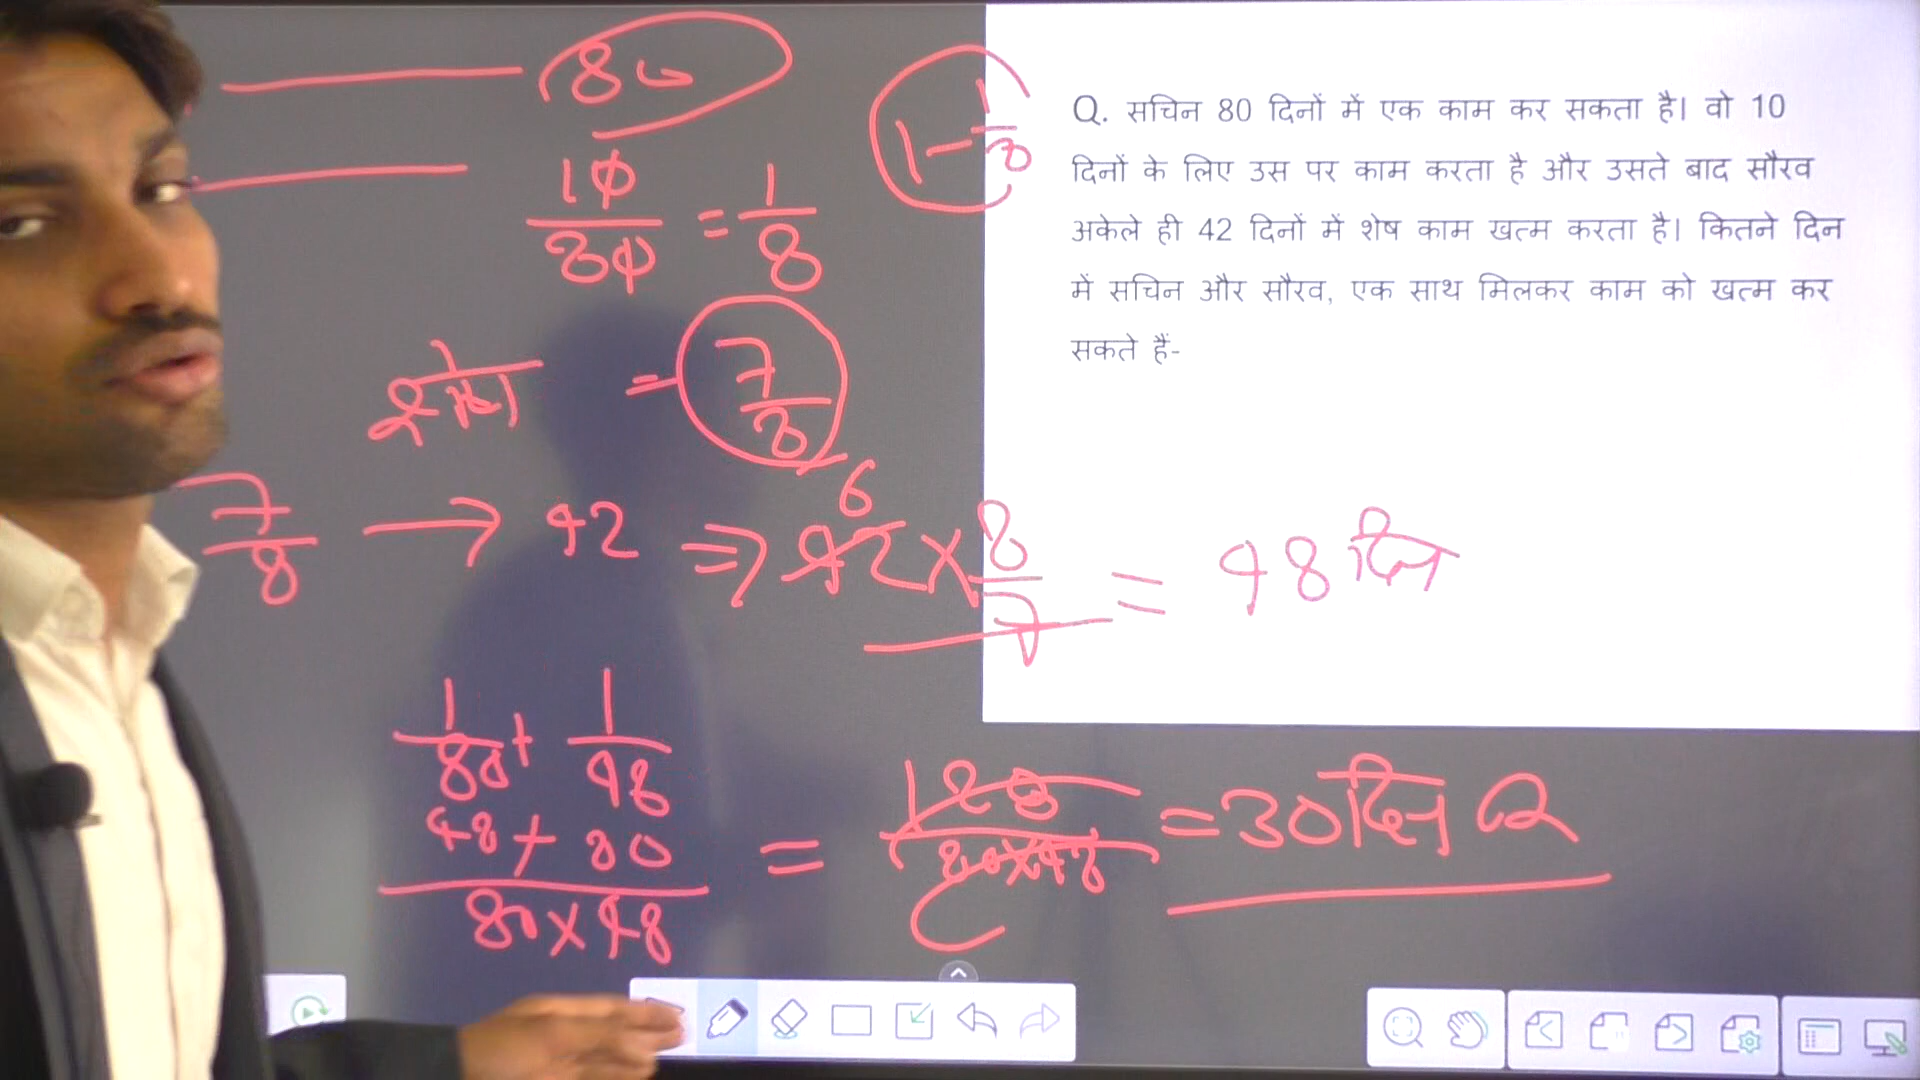 80
1 - 1/8
10/80 = 1/8
Q. सचिन 80 दिनों में एक काम कर सकता है। वो 10
दिनों के लिए उस पर काम करता है और उसते बाद सौरव
अकेले ही 42 दिनों में शेष काम खत्म करता है। कितने दिन
में सचिन और सौरव, एक साथ मिलकर काम को खत्म कर
सकते हैं-
शेष = 7/8
7/8 → 42 ⇒ 42 × 8/7 = 48 दिन
6
1/80 + 1/48
48 + 80 / 80 × 48 = 128 / 80×48 = 30 दिन